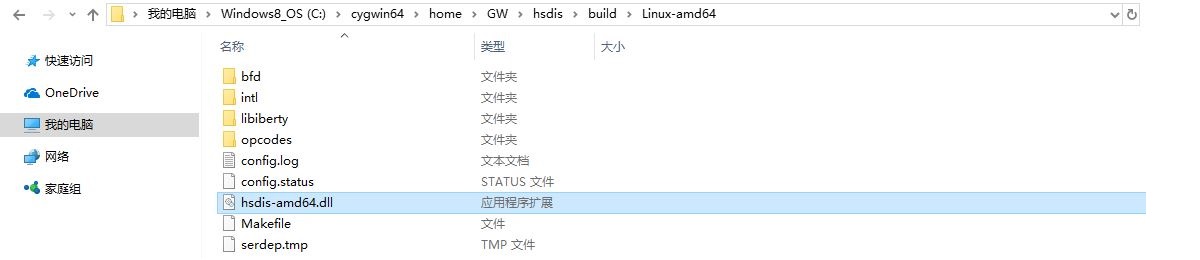 我的电脑 › Windows8_OS (C:) › cygwin64 › home › GW › hsdis › build › Linux-amd64
名称 类型 大小
快速访问
OneDrive
我的电脑
网络
家庭组
bfd 文件夹
intl 文件夹
libiberty 文件夹
opcodes 文件夹
config.log 文本文档
config.status STATUS 文件
hsdis-amd64.dll 应用程序扩展
Makefile 文件
serdep.tmp TMP 文件